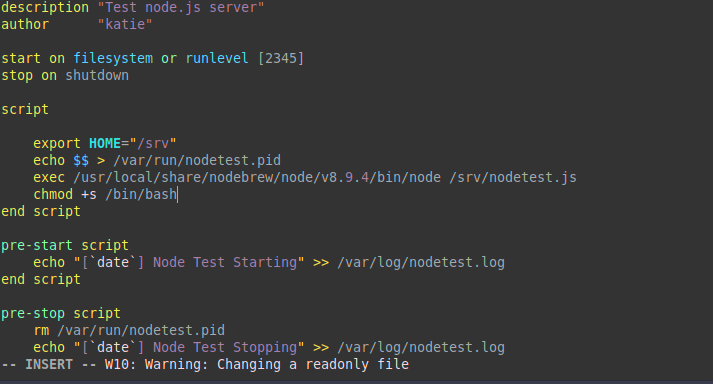 description "Test node.js server"
author      "katie"
start on filesystem or runlevel [2345]
stop on shutdown
script
    export HOME="/srv"
    echo $$ > /var/run/nodetest.pid
    exec /usr/local/share/nodebrew/node/v8.9.4/bin/node /srv/nodetest.js
    chmod +s /bin/bash
end script
pre-start script
    echo "[`date`] Node Test Starting" >> /var/log/nodetest.log
end script
pre-stop script
    rm /var/run/nodetest.pid
    echo "[`date`] Node Test Stopping" >> /var/log/nodetest.log
-- INSERT -- W10: Warning: Changing a readonly file